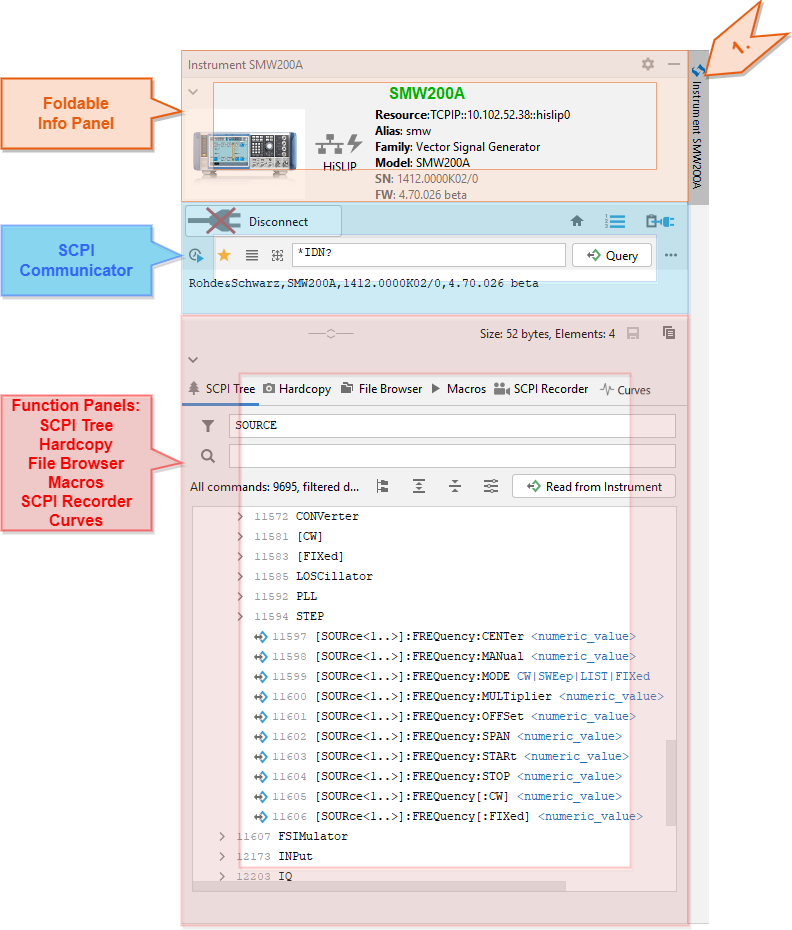 1.
Instrument SMW200A
Instrument SMW200A
Foldable
Info Panel
SMW200A
Resource:TCPIP::10.102.52.38::hislip0
Alias: smw
Family: Vector Signal Generator
Model: SMW200A
SN: 1412.0000K02/0
FW: 4.70.026 beta
HiSLIP
SCPI
Communicator
Disconnect
*IDN?
Query
Rohde&Schwarz,SMW200A,1412.0000K02/0,4.70.026 beta
Size: 52 bytes, Elements: 4
Function Panels:
SCPI Tree
Hardcopy
File Browser
Macros
SCPI Recorder
Curves
SCPI Tree Hardcopy File Browser Macros SCPI Recorder Curves
SOURCE
All commands: 9695, filtered d... Read from Instrument
11572 CONVerter
11581 [CW]
11583 [FIXed]
11585 LOSCillator
11592 PLL
11594 STEP
11597 [SOURce<1..>]:FREQuency:CENTer <numeric_value>
11598 [SOURce<1..>]:FREQuency:MANual <numeric_value>
11599 [SOURce<1..>]:FREQuency:MODE CW|SWEep|LIST|FIXed
11600 [SOURce<1..>]:FREQuency:MULTiplier <numeric_value>
11601 [SOURce<1..>]:FREQuency:OFFSet <numeric_value>
11602 [SOURce<1..>]:FREQuency:SPAN <numeric_value>
11603 [SOURce<1..>]:FREQuency:STARt <numeric_value>
11604 [SOURce<1..>]:FREQuency:STOP <numeric_value>
11605 [SOURce<1..>]:FREQuency[:CW] <numeric_value>
11606 [SOURce<1..>]:FREQuency[:FIXed] <numeric_value>
11607 FSIMulator
12173 INPut
12203 IQ